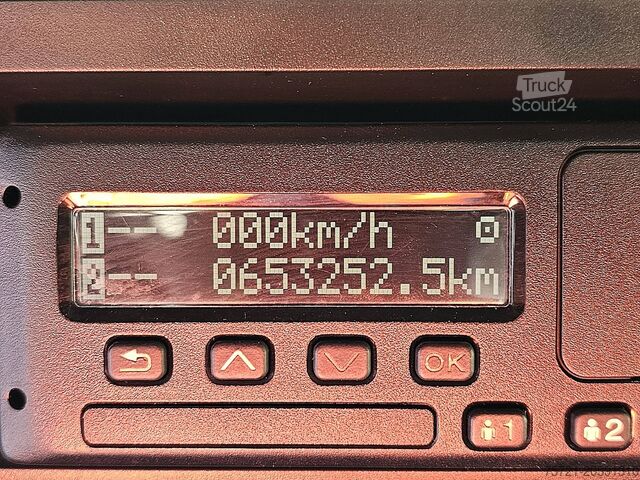 Truck
Scout24
1-- 000km/h
2-- 0653252.5km
OK
1
2